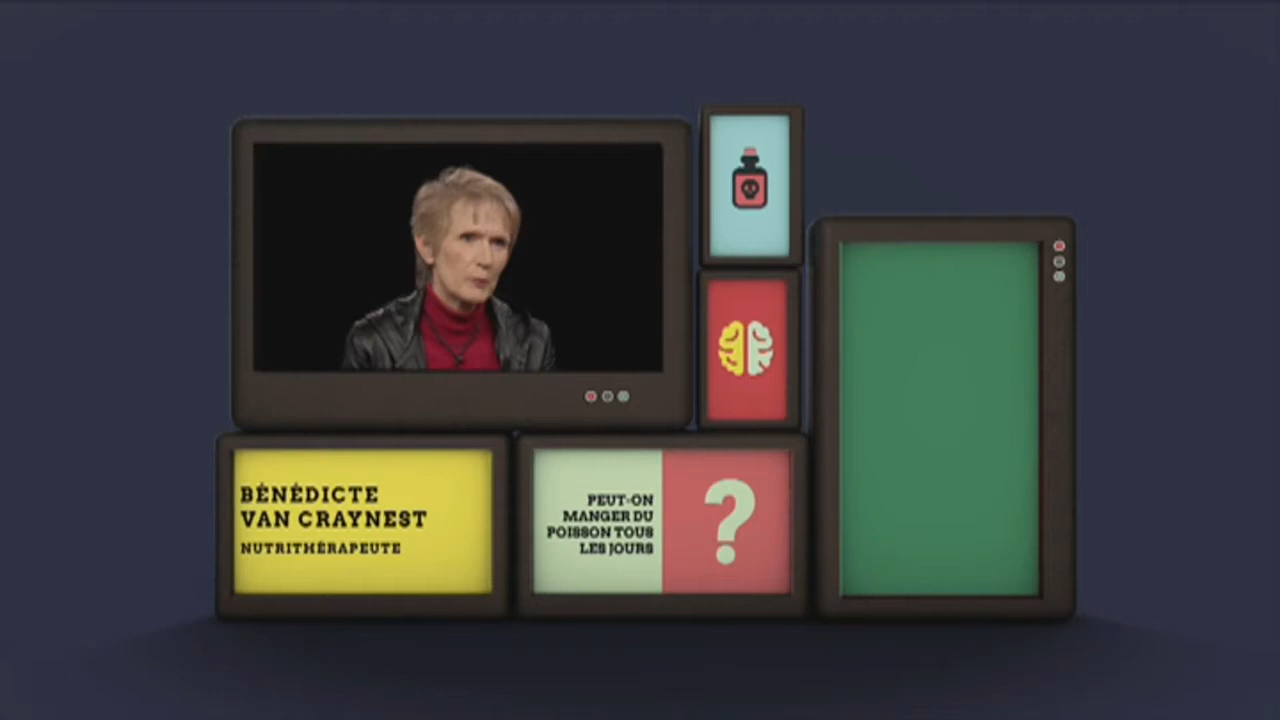 BÉNÉDICTE
VAN CRAYNEST
NUTRITHÉRAPEUTE
PEUT-ON
MANGER DU
POISSON TOUS
LES JOURS
?